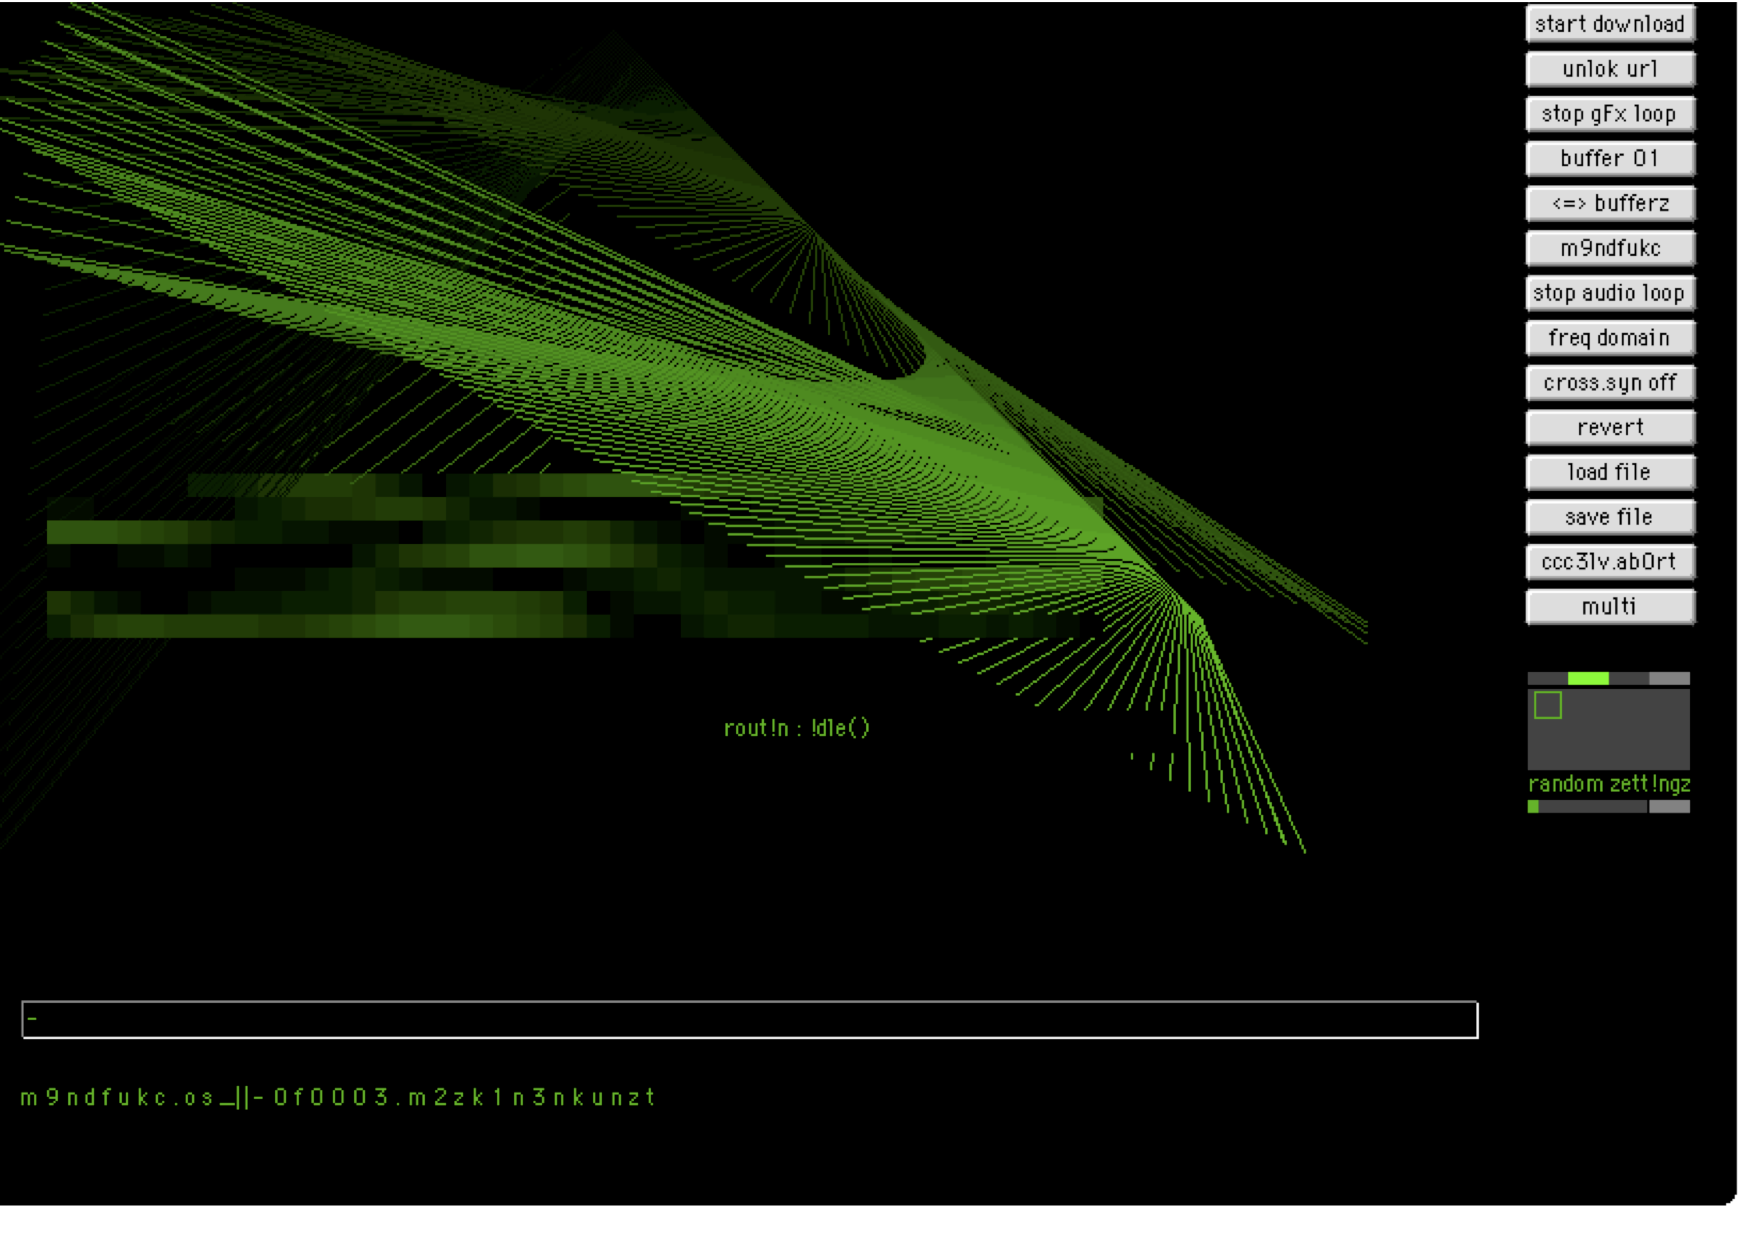 start download
unlok url
stop gFx loop
buffer 01
<=> bufferz
m9ndfukc
stop audio loop
freq domain
cross.syn off
revert
load file
save file
ccc3lv.ab0rt
multi
rout!n : !dle()
random zett!ngz
-
m9ndfukc.os_||-0f0003.m2zk1n3nkunzt